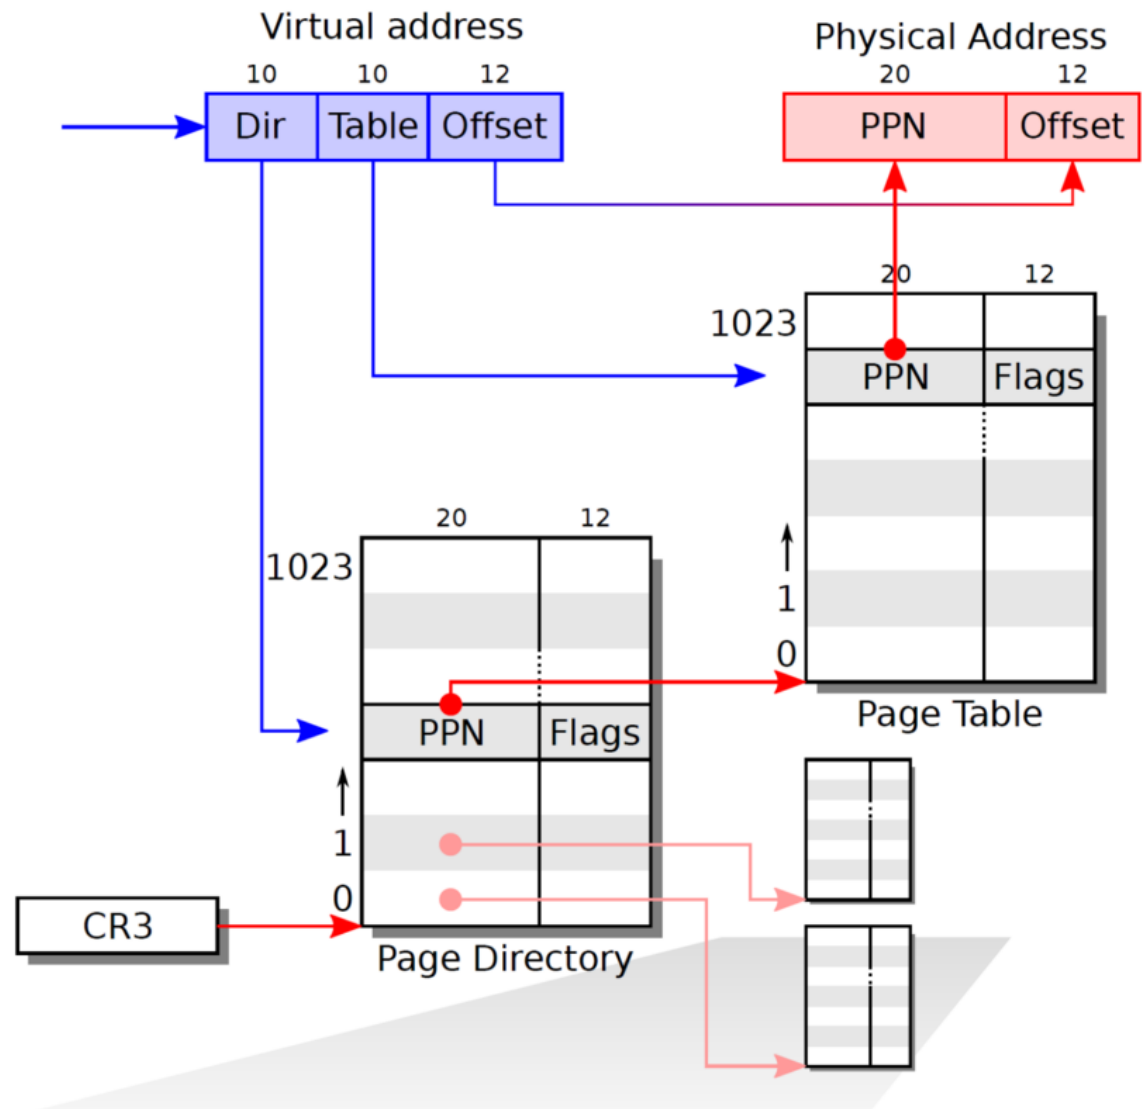 Virtual address
Physical Address
10 10 12
20 12
Dir Table Offset
PPN Offset
20 12
1023
PPN Flags
20 12
1023
1
0
Page Table
PPN Flags
1
0
CR3
Page Directory